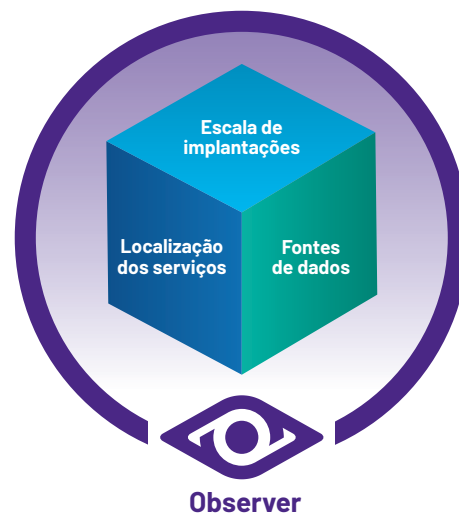 Escala de
implantações
Localização
dos serviços
Fontes
de dados
Observer